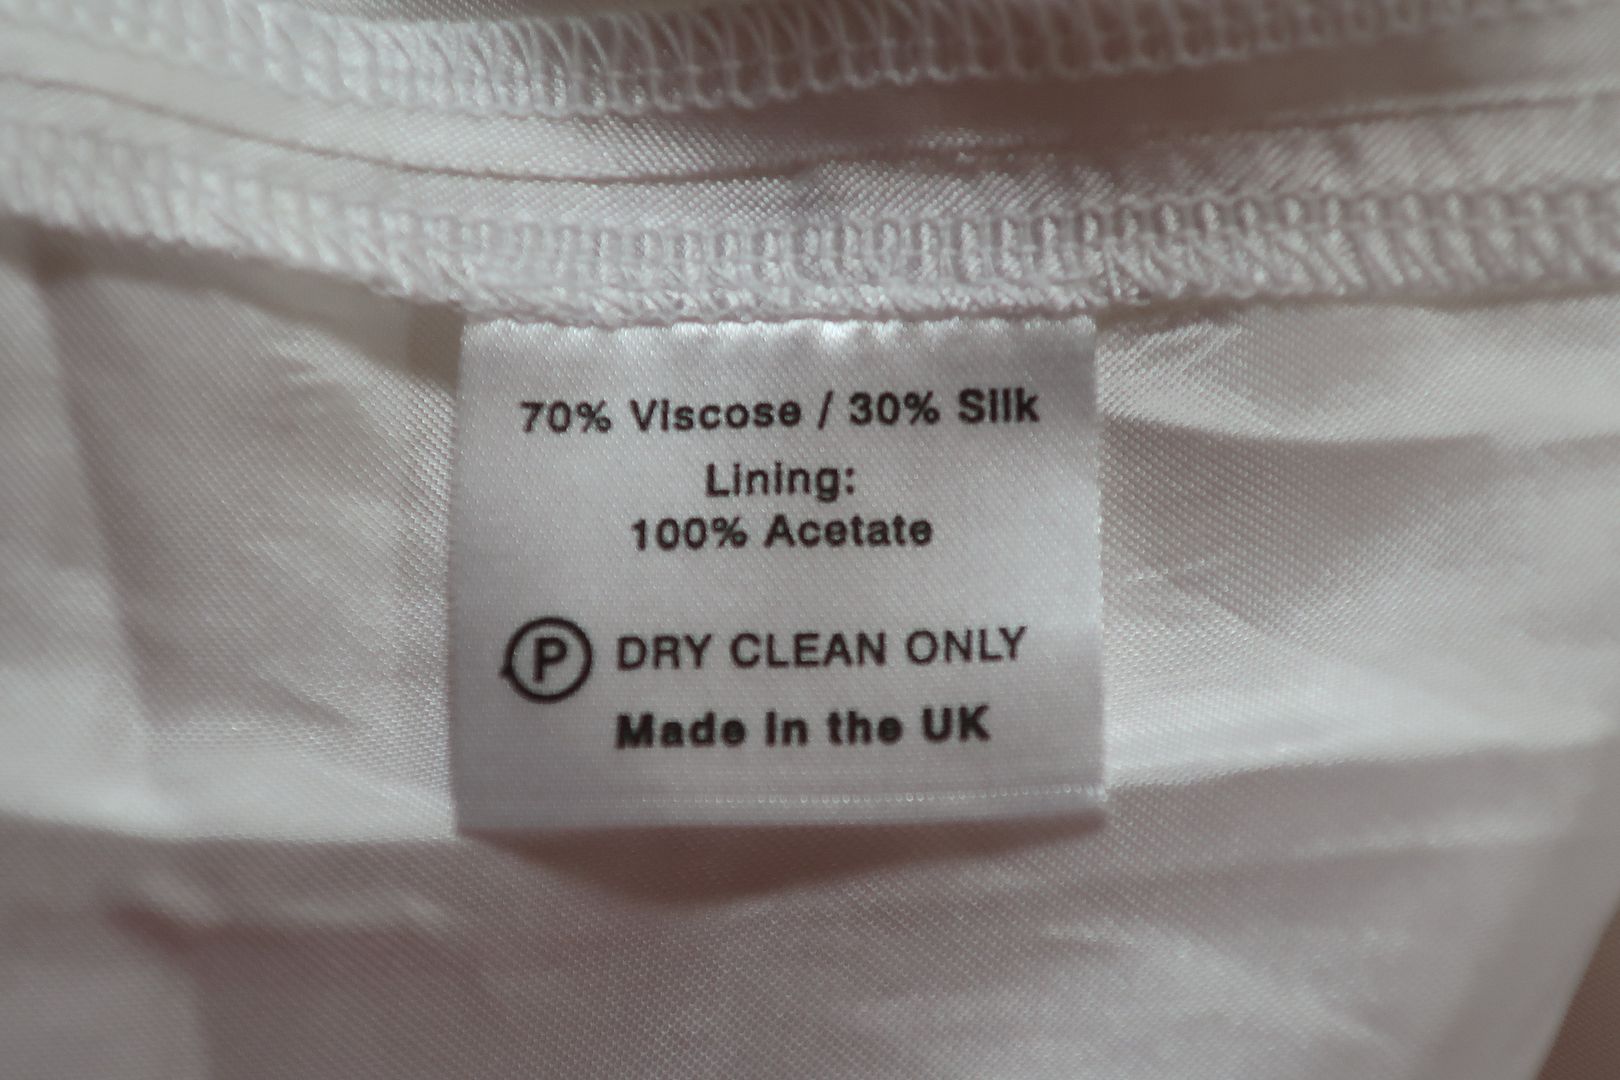 70% Viscose / 30% Silk
Lining:
100% Acetate
P DRY CLEAN ONLY
Made in the UK